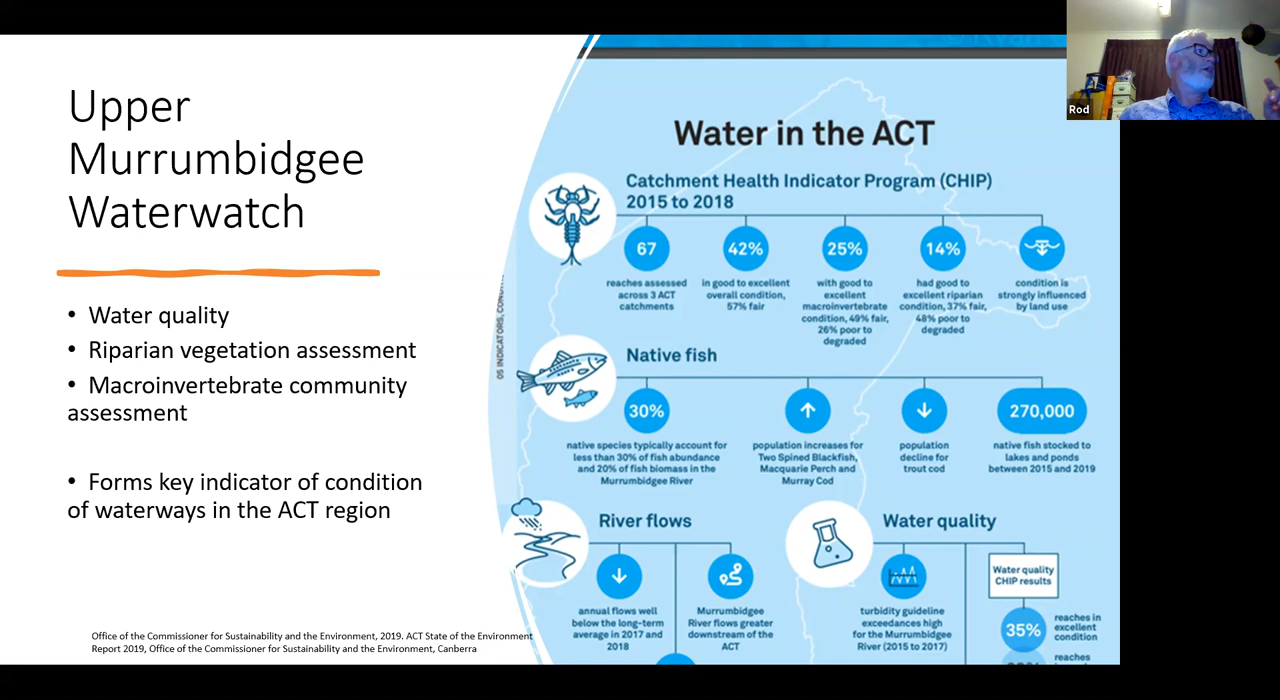 Upper
Murrumbidgee
Waterwatch
• Water quality
• Riparian vegetation assessment
• Macroinvertebrate community
assessment
• Forms key indicator of condition
of waterways in the ACT region
Office of the Commissioner for Sustainability and the Environment, 2019. ACT State of the Environment
Report 2019, Office of the Commissioner for Sustainability and the Environment, Canberra
05 INDICATORS,
Water in the ACT
Catchment Health Indicator Program (CHIP)
2015 to 2018
67
reaches assessed
across 3 ACT
catchments
42%
in good to excellent
overall condition,
57% fair
25%
with good to
excellent
macroinvertebrate
condition, 49% fair,
26% poor to
degraded
14%
had good to
excellent riparian
condition, 37% fair,
48% poor to
degraded
condition is
strongly influenced
by land use
Native fish
30%
native species typically account for
less than 30% of fish abundance
and 20% of fish biomass in the
Murrumbidgee River
population increases for
Two Spined Blackfish,
Macquarie Perch and
Murray Cod
population
decline for
trout cod
270,000
native fish stocked to
lakes and ponds
between 2015 and 2019
River flows
annual flows well
below the long-term
average in 2017 and
2018
Murrumbidgee
River flows greater
downstream of the
ACT
Water quality
turbidity guideline
exceedances high
for the Murrumbidgee
River (2015 to 2017)
Water quality
CHIP results
35%
reaches in
excellent
condition
reaches
Rod